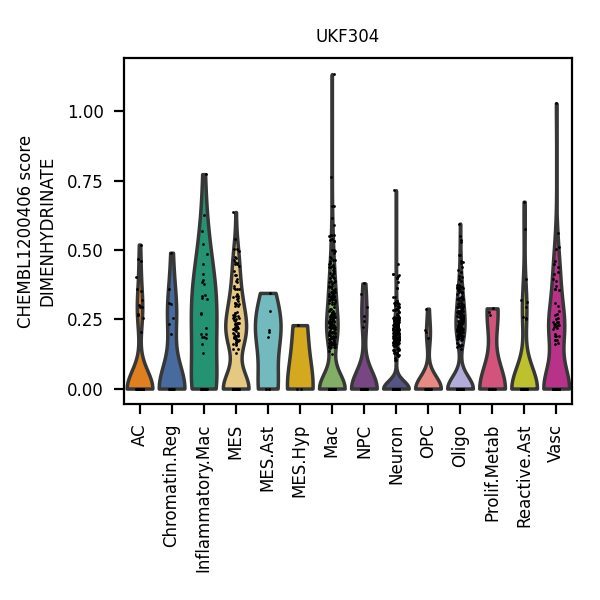 UKF304
CHEMBL1200406 score
DIMENHYDRINATE
1.00
0.75
0.50
0.25
0.00
AC
Chromatin.Reg
Inflammatory.Mac
MES
MES.Ast
MES.Hyp
Mac
NPC
Neuron
OPC
Oligo
Prolif.Metab
Reactive.Ast
Vasc